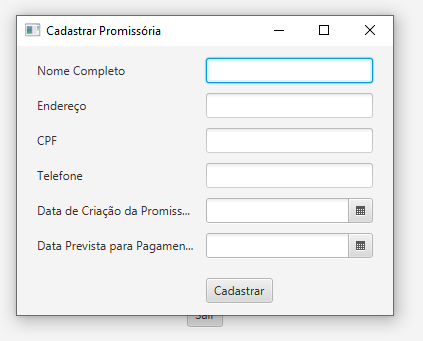 Cadastrar Promissória
Nome Completo
Endereço
CPF
Telefone
Data de Criação da Promiss...
Data Prevista para Pagamen...
Cadastrar
Sair